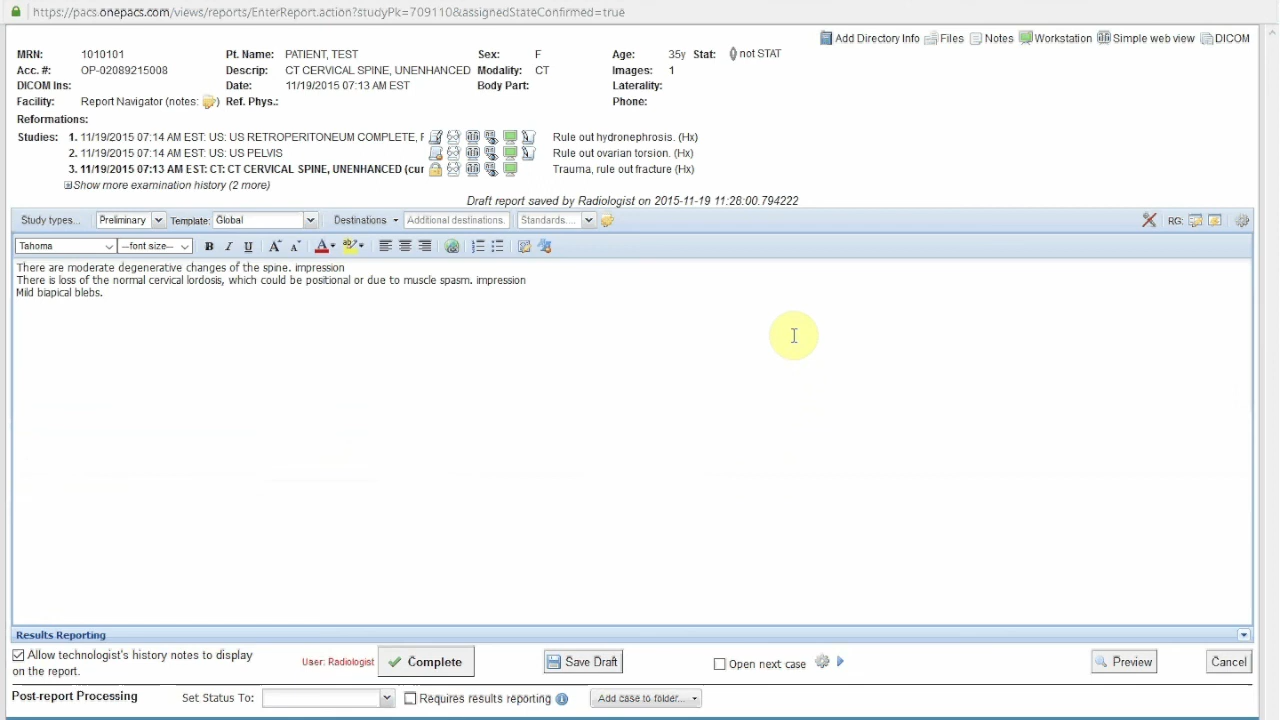 https://pacs.onepacs.com/views/reports/EnterReport.action?studyPk=709110&assignedStateConfirmed=true
Add Directory Info Files Notes Workstation Simple web view DICOM
MRN: 1010101 Pt. Name: PATIENT, TEST Sex: F Age: 35y Stat: not STAT
Acc. #: OP-02089215008 Descrip: CT CERVICAL SPINE, UNENHANCED Modality: CT Images: 1
DICOM Ins: Date: 11/19/2015 07:13 AM EST Body Part: Laterality:
Facility: Report Navigator (notes: ) Ref. Phys.: Phone:
Reformations:
Studies: 1. 11/19/2015 07:14 AM EST: US: US RETROPERITONEUM COMPLETE, F Rule out hydronephrosis. (Hx)
2. 11/19/2015 07:14 AM EST: US: US PELVIS Rule out ovarian torsion. (Hx)
3. 11/19/2015 07:13 AM EST: CT: CT CERVICAL SPINE, UNENHANCED (cur Trauma, rule out fracture (Hx)
Show more examination history (2 more)
Draft report saved by Radiologist on 2015-11-19 11:28:00.794222
Study types... Preliminary Template: Global Destinations Additional destinations. Standards.... RG:
Tahoma --font size-- B I U A A A ab
There are moderate degenerative changes of the spine. impression
There is loss of the normal cervical lordosis, which could be positional or due to muscle spasm. impression
Mild biapical blebs.
Results Reporting
Allow technologist's history notes to display
on the report.
User: Radiologist Complete Save Draft Open next case Preview Cancel
Post-report Processing Set Status To: Requires results reporting Add case to folder...